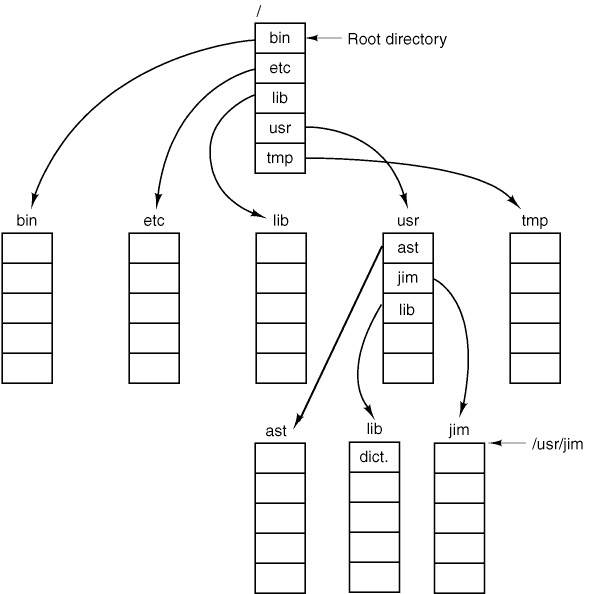 /
bin
Root directory
etc
lib
usr
tmp
bin
etc
lib
usr
tmp
ast
jim
lib
ast
lib
jim
/usr/jim
dict.